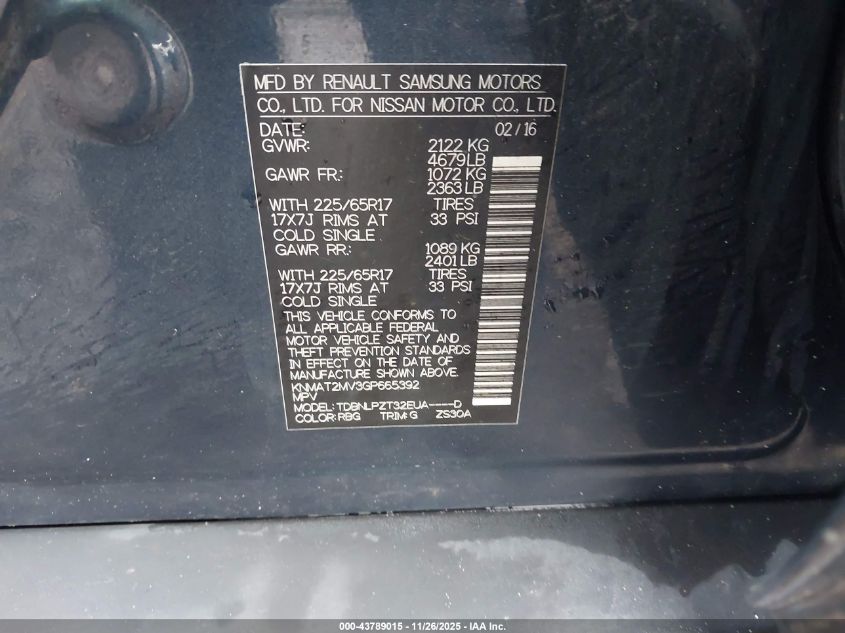 MFD BY RENAULT SAMSUNG MOTORS
CO., LTD. FOR NISSAN MOTOR CO., LTD.
DATE: 02/16
GVWR: 2122 KG
4679LB
GAWR FR.: 1072 KG
2363LB
WITH 225/65R17 TIRES
17X7J RIMS AT 33 PSI
COLD SINGLE
GAWR RR.: 1089 KG
2401LB
WITH 225/65R17 TIRES
17X7J RIMS AT 33 PSI
COLD SINGLE
THIS VEHICLE CONFORMS TO
ALL APPLICABLE FEDERAL
MOTOR VEHICLE SAFETY AND
THEFT PREVENTION STANDARDS
IN EFFECT ON THE DATE OF
MANUFACTURE SHOWN ABOVE.
KNMAT2MV3GP665392
MPV
MODEL: TDBNLPZT32EUA----D
COLOR: RBG TRIM: G ZS30A
000-43789015 - 11/26/2025 - IAA Inc.